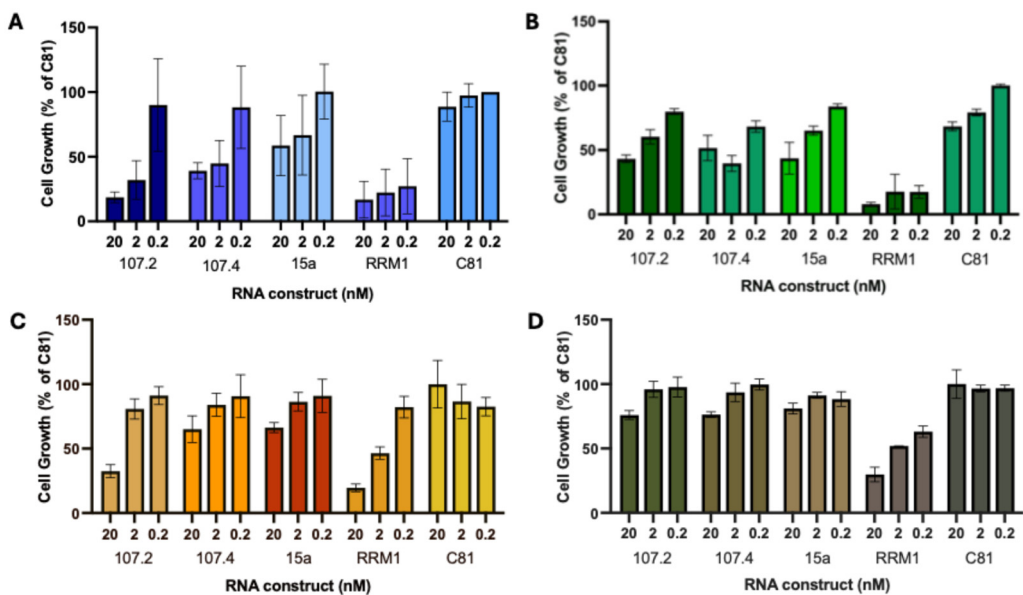 A
Cell Growth (% of C81)
150
100
50
0
20 2 0.2 20 2 0.2 20 2 0.2 20 2 0.2 20 2 0.2
107.2 107.4 15a RRM1 C81
RNA construct (nM)
B
Cell Growth (% of C81)
150
100
50
0
20 2 0.2 20 2 0.2 20 2 0.2 20 2 0.2 20 2 0.2
107.2 107.4 15a RRM1 C81
RNA construct (nM)
C
Cell Growth (% of C81)
150
100
50
0
20 2 0.2 20 2 0.2 20 2 0.2 20 2 0.2 20 2 0.2
107.2 107.4 15a RRM1 C81
RNA construct (nM)
D
Cell Growth (% of C81)
150
100
50
0
20 2 0.2 20 2 0.2 20 2 0.2 20 2 0.2 20 2 0.2
107.2 107.4 15a RRM1 C81
RNA construct (nM)